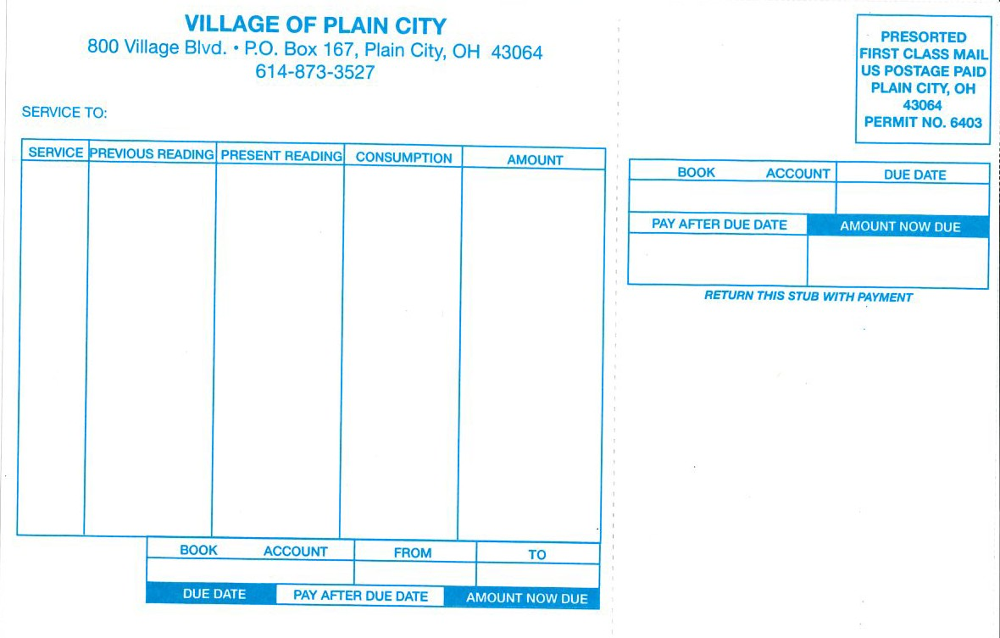 VILLAGE OF PLAIN CITY
800 Village Blvd. • P.O. Box 167, Plain City, OH 43064
614-873-3527
SERVICE TO:
SERVICE PREVIOUS READING PRESENT READING CONSUMPTION AMOUNT
BOOK ACCOUNT FROM TO
DUE DATE PAY AFTER DUE DATE AMOUNT NOW DUE
PRESORTED
FIRST CLASS MAIL
US POSTAGE PAID
PLAIN CITY, OH
43064
PERMIT NO. 6403
BOOK ACCOUNT DUE DATE
PAY AFTER DUE DATE AMOUNT NOW DUE
RETURN THIS STUB WITH PAYMENT